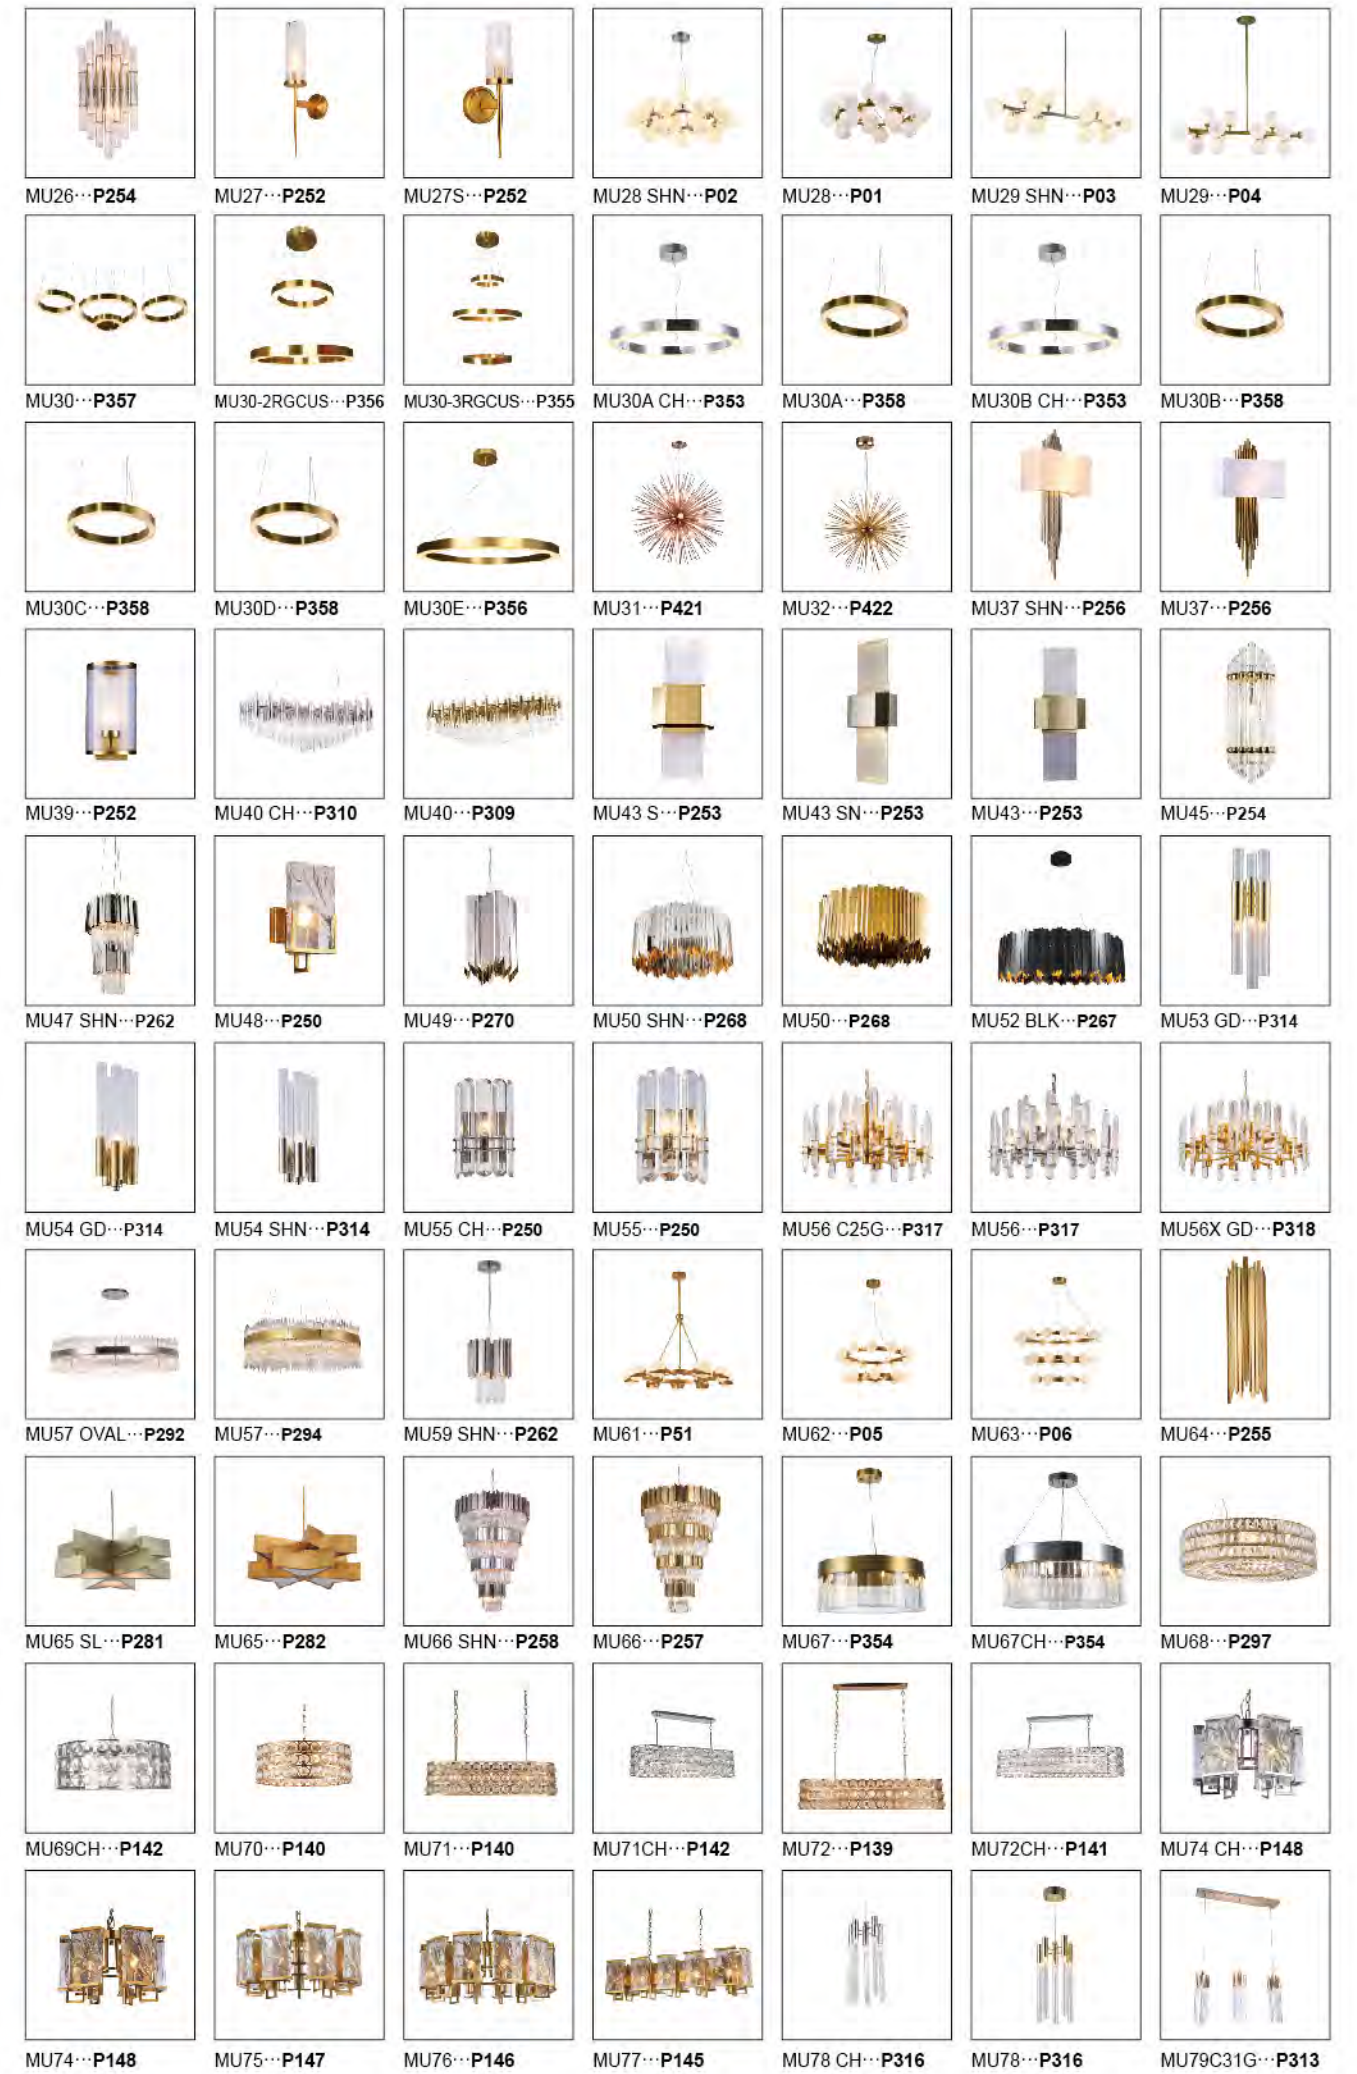 MU26···P254 MU27···P252 MU27S···P252 MU28 SHN···P02 MU28···P01 MU29 SHN···P03 MU29···P04
MU30···P357 MU30-2RGCUS···P356 MU30-3RGCUS···P355 MU30A CH···P353 MU30A···P358 MU30B CH···P353 MU30B···P358
MU30C···P358 MU30D···P358 MU30E···P356 MU31···P421 MU32···P422 MU37 SHN···P256 MU37···P256
MU39···P252 MU40 CH···P310 MU40···P309 MU43 S···P253 MU43 SN···P253 MU43···P253 MU45···P254
MU47 SHN···P262 MU48···P250 MU49···P270 MU50 SHN···P268 MU50···P268 MU52 BLK···P267 MU53 GD···P314
MU54 GD···P314 MU54 SHN···P314 MU55 CH···P250 MU55···P250 MU56 C25G···P317 MU56···P317 MU56X GD···P318
MU57 OVAL···P292 MU57···P294 MU59 SHN···P262 MU61···P51 MU62···P05 MU63···P06 MU64···P255
MU65 SL···P281 MU65···P282 MU66 SHN···P258 MU66···P257 MU67···P354 MU67CH···P354 MU68···P297
MU69CH···P142 MU70···P140 MU71···P140 MU71CH···P142 MU72···P139 MU72CH···P141 MU74 CH···P148
MU74···P148 MU75···P147 MU76···P146 MU77···P145 MU78 CH···P316 MU78···P316 MU79C31G···P313